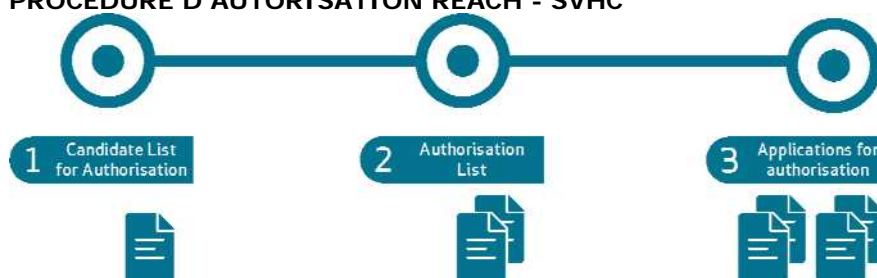 PROCEDURE D'AUTORISATION REACH - SVHC
1 Candidate List
for Authorisation
2 Authorisation
List
3 Applications for
authorisation